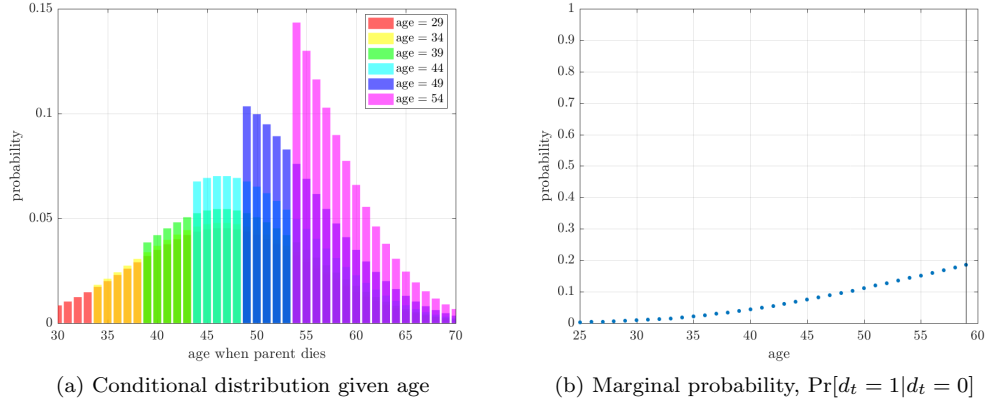 0.15
0.1
0.05
0
probability
30 35 40 45 50 55 60 65 70
age when parent dies
age = 29
age = 34
age = 39
age = 44
age = 49
age = 54
(a) Conditional distribution given age
1
0.9
0.8
0.7
0.6
0.5
0.4
0.3
0.2
0.1
0
probability
25 30 35 40 45 50 55 60
age
(b) Marginal probability, Pr[d_t = 1|d_t = 0]